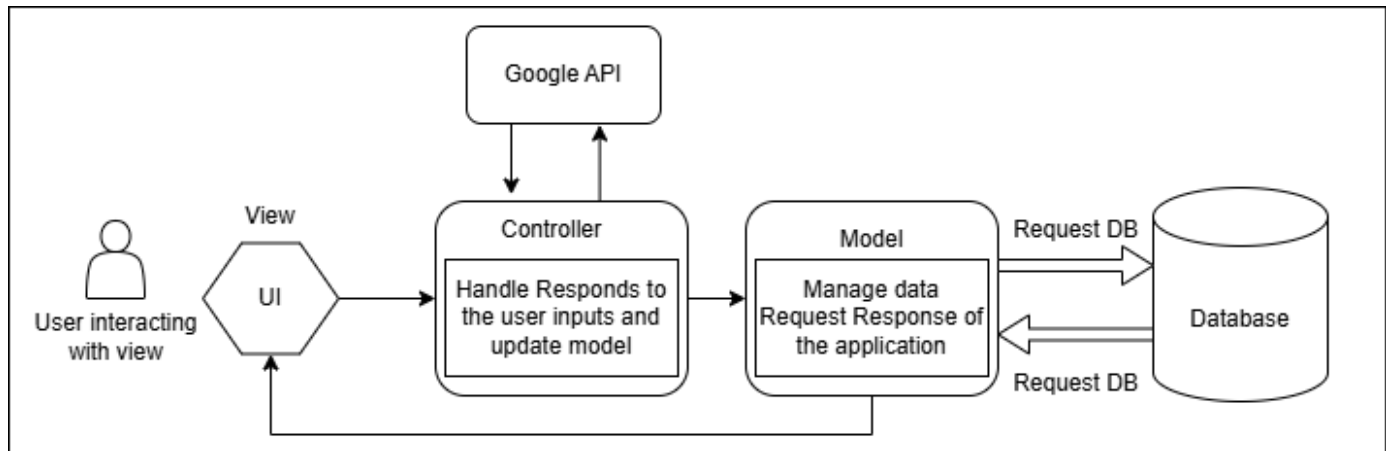 Google API
View
UI
User interacting
with view
Controller
Handle Responds to
the user inputs and
update model
Model
Manage data
Request Response of
the application
Request DB
Request DB
Database